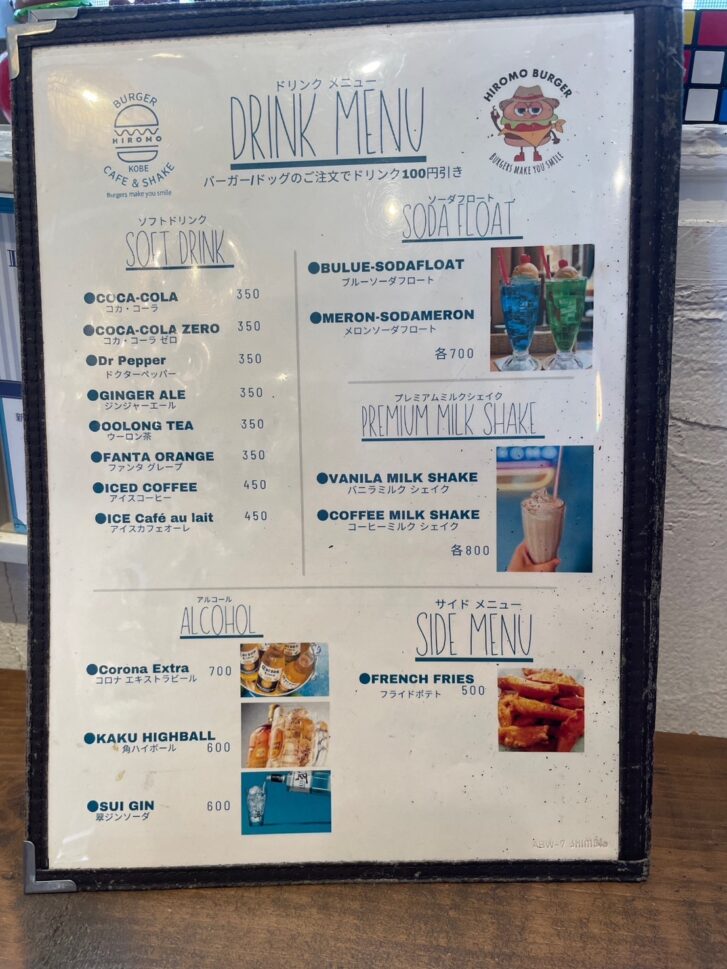 BURGER
HIROMO
KOBE
CAFE & SHAKE
Burgers make you smile
ドリンク メニュー
DRINK MENU
バーガー/ドッグのご注文でドリンク100円引き
HIROMO BURGER
BURGERS MAKE YOU SMILE
ソフトドリンク
SOFT DRINK
●COCA-COLA 350
コカ・コーラ
●COCA-COLA ZERO 350
コカ・コーラ ゼロ
●Dr Pepper 350
ドクターペッパー
●GINGER ALE 350
ジンジャーエール
●OOLONG TEA 350
ウーロン茶
●FANTA ORANGE 350
ファンタ グレープ
●ICED COFFEE 450
アイスコーヒー
●ICE Café au lait 450
アイスカフェオーレ
ソーダフロート
SODA FLOAT
●BULUE-SODAFLOAT
ブルーソーダフロート
●MERON-SODAMERON
メロンソーダフロート
各700
プレミアムミルクシェイク
PREMIUM MILK SHAKE
●VANILA MILK SHAKE
バニラミルク シェイク
●COFFEE MILK SHAKE
コーヒーミルク シェイク
各800
アルコール
ALCOHOL
●Corona Extra 700
コロナ エキストラビール
●KAKU HIGHBALL
角ハイボール 600
●SUI GIN 600
翠ジンソーダ
サイド メニュー
SIDE MENU
●FRENCH FRIES
フライドポテト 500